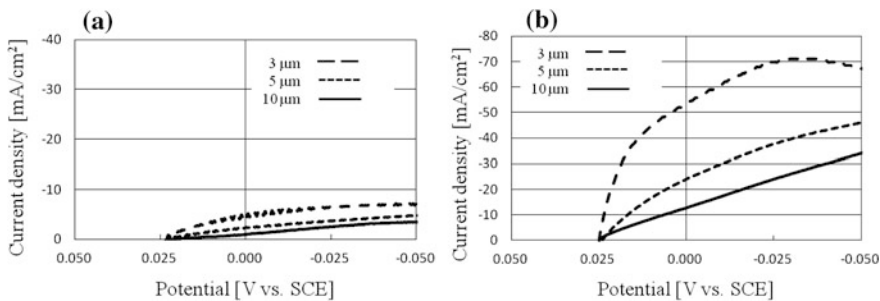 (a)
Current density [mA/cm²]
-40
-30
-20
-10
0
3 μm
5 μm
10 μm
0.050
0.025
0.000
-0.025
-0.050
Potential [V vs. SCE]
(b)
Current density [mA/cm²]
-80
-70
-60
-50
-40
-30
-20
-10
0
3 μm
5 μm
10 μm
0.050
0.025
0.000
-0.025
-0.050
Potential [V vs. SCE]